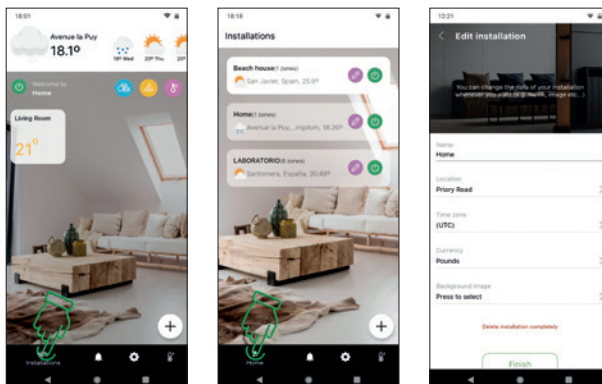 18:01
Avenue la Puy
18.1º
19º Wed
20º Thu
20º
Welcome to
Home
Living Room
21°
Installations
18:18
Installations
Beach house(1 zones)
San Javier, Spain, 25.9º
Home(1 zones)
Avenue la Puy,...ingdom, 18.26º
LABORATORIO(8 zones)
Santomera, España, 30.49º
Home
12:21
Edit installation
You can change the data of your installation
whenever you want (e.g. Name, image etc...)
Name
Home
Location
Priory Road
Time zone
(UTC)
Currency
Pounds
Background image
Press to select
Delete installation completely
Finish